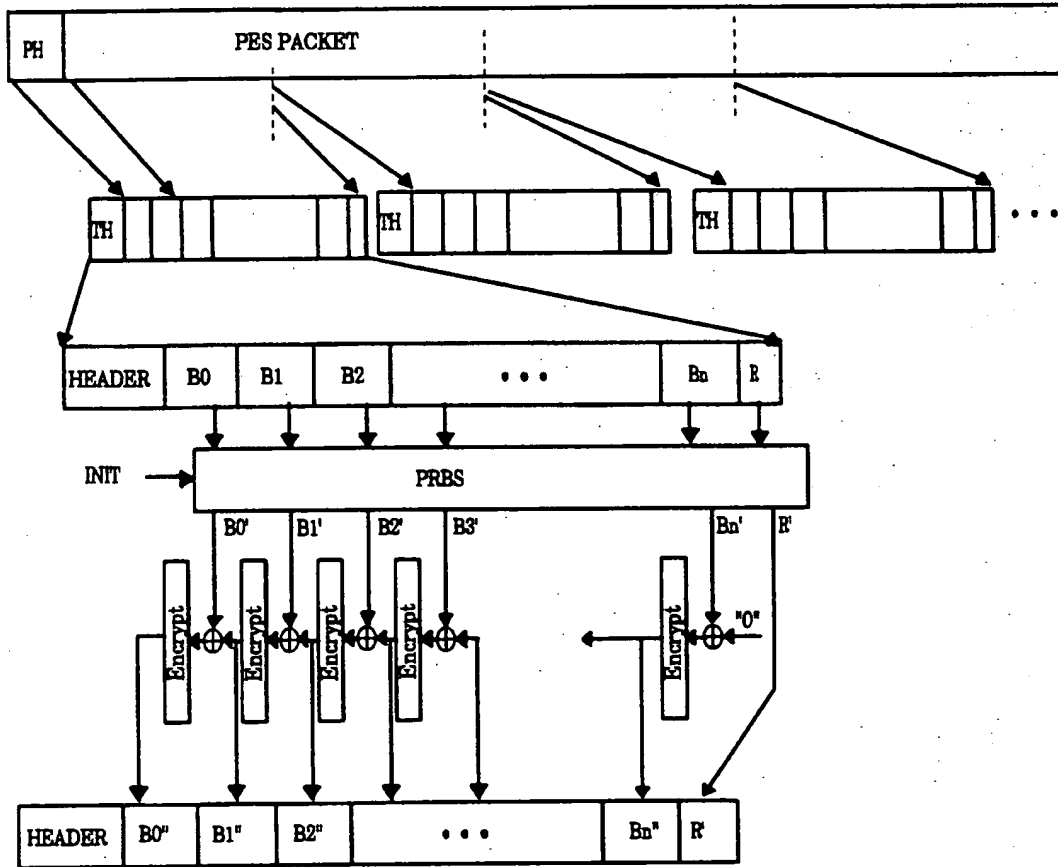 PH PES PACKET
TH TH TH • • •
HEADER B0 B1 B2 • • • Bn R
INIT PRBS
B0' B1' B2' B3' Bn' R'
Encrypt Encrypt Encrypt Encrypt Encrypt "0"
HEADER B0" B1" B2" • • • Bn" R'